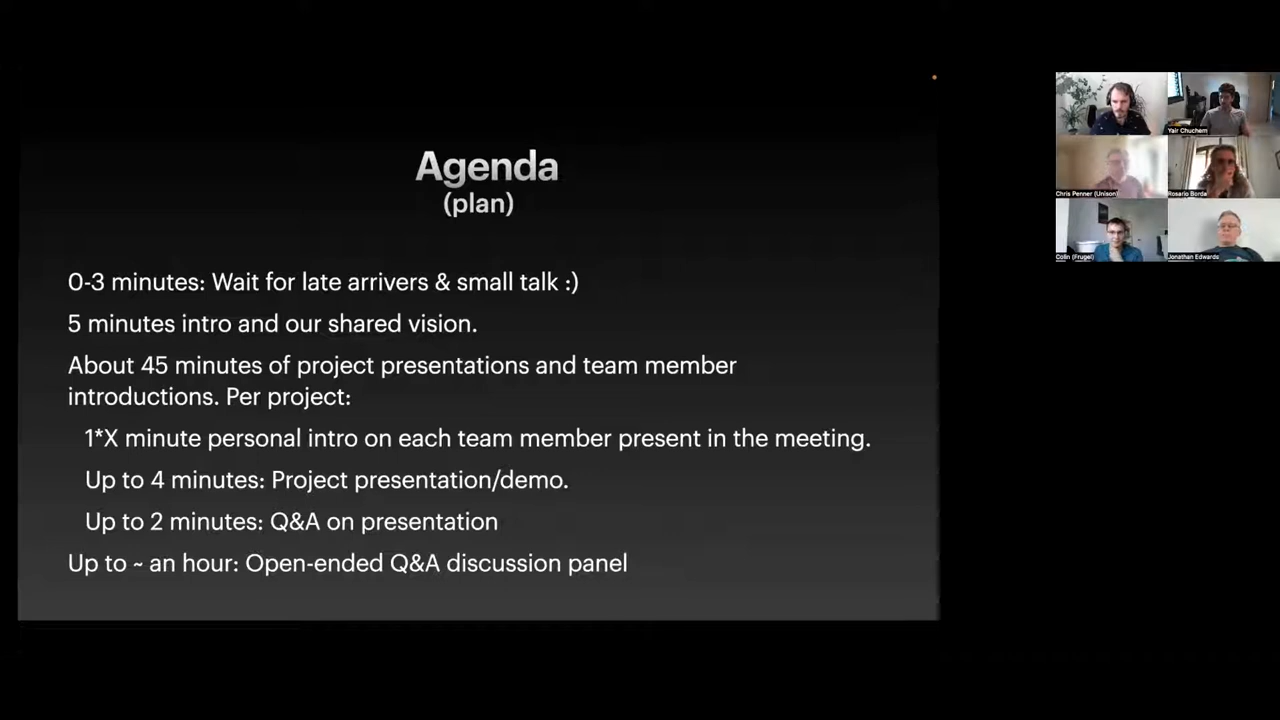 Agenda
(plan)
0-3 minutes: Wait for late arrivers & small talk :)
5 minutes intro and our shared vision.
About 45 minutes of project presentations and team member
introductions. Per project:
1*X minute personal intro on each team member present in the meeting.
Up to 4 minutes: Project presentation/demo.
Up to 2 minutes: Q&A on presentation
Up to ~ an hour: Open-ended Q&A discussion panel
Yair Chuchem
Chris Penner (Unison)
Rosario Borda
Colin (Frugel)
Jonathan Edwards